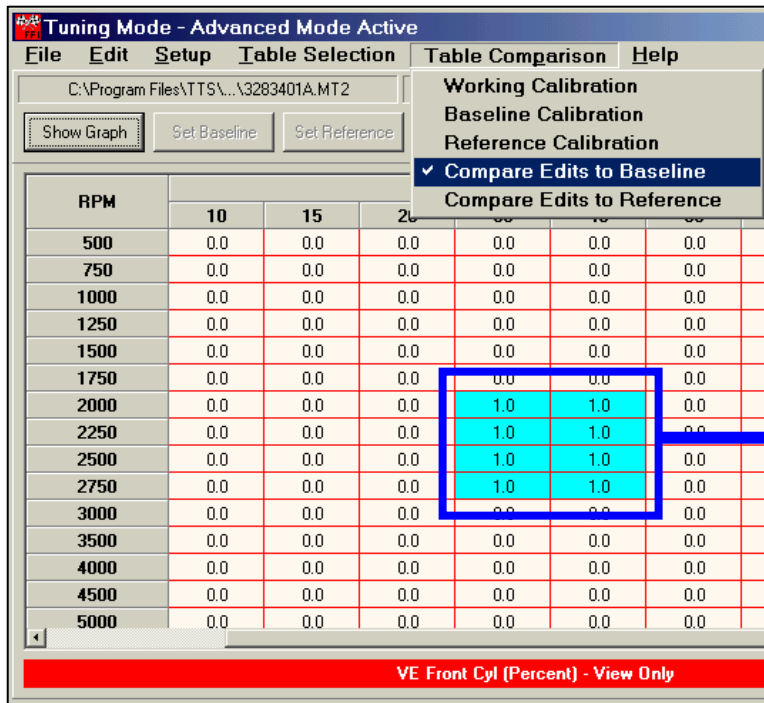 Tuning Mode - Advanced Mode Active
File Edit Setup Table Selection Table Comparison Help
C:\Program Files\TTS\...\3283401A.MT2
Working Calibration
Baseline Calibration
Reference Calibration
✓ Compare Edits to Baseline
Compare Edits to Reference
Show Graph Set Baseline Set Reference
RPM
10 15
500 0.0 0.0 0.0 0.0 0.0 0.0
750 0.0 0.0 0.0 0.0 0.0 0.0
1000 0.0 0.0 0.0 0.0 0.0 0.0
1250 0.0 0.0 0.0 0.0 0.0 0.0
1500 0.0 0.0 0.0 0.0 0.0 0.0
1750 0.0 0.0 0.0 0.0 0.0 0.0
2000 0.0 0.0 0.0 1.0 1.0 0.0
2250 0.0 0.0 0.0 1.0 1.0 0.0
2500 0.0 0.0 0.0 1.0 1.0 0.0
2750 0.0 0.0 0.0 1.0 1.0 0.0
3000 0.0 0.0 0.0 0.0 0.0 0.0
3500 0.0 0.0 0.0 0.0 0.0 0.0
4000 0.0 0.0 0.0 0.0 0.0 0.0
4500 0.0 0.0 0.0 0.0 0.0 0.0
5000 0.0 0.0 0.0 0.0 0.0 0.0
VE Front Cyl (Percent) - View Only